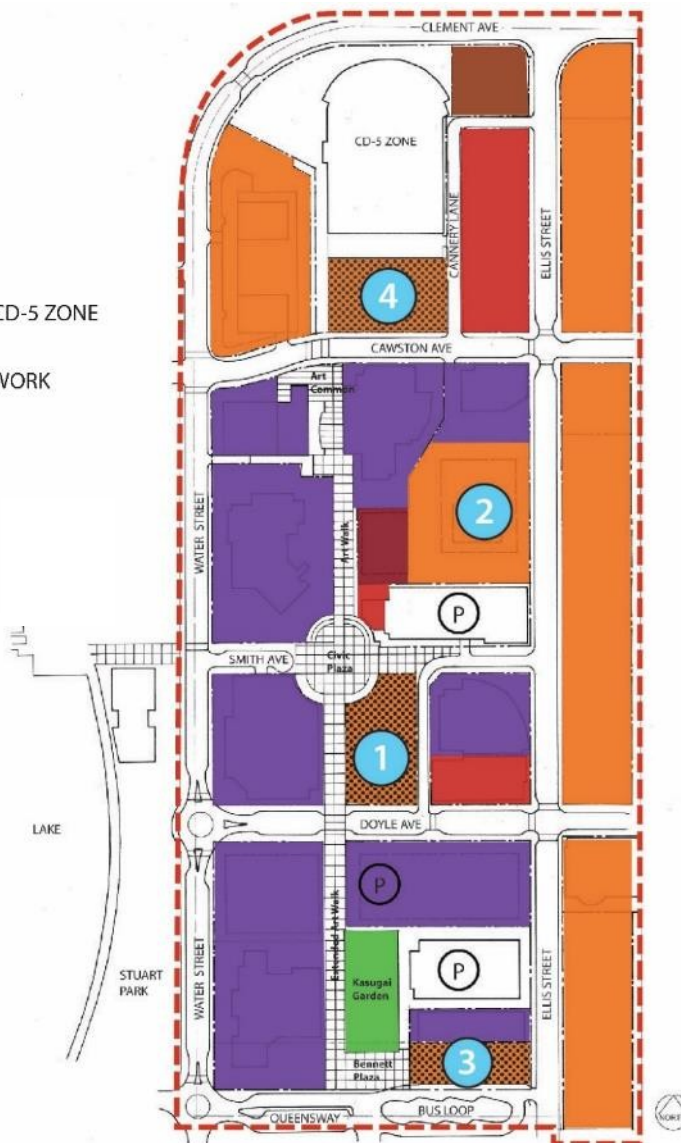 CLEMENT AVE
CD-5 ZONE
CANNERY LANE
ELLIS STREET
4
CD-5 ZONE
CAWSTON AVE
WORK
Art
Common
WATER STREET
2
Art Walk
P
SMITH AVE
Civic
Plaza
1
LAKE
DOYLE AVE
P
Extended Art Walk
STUART
PARK
WATER STREET
Kasugai
Garden
P
ELLIS STREET
Bennett
Plaza
3
QUEENSWAY
BUS LOOP
NORTH